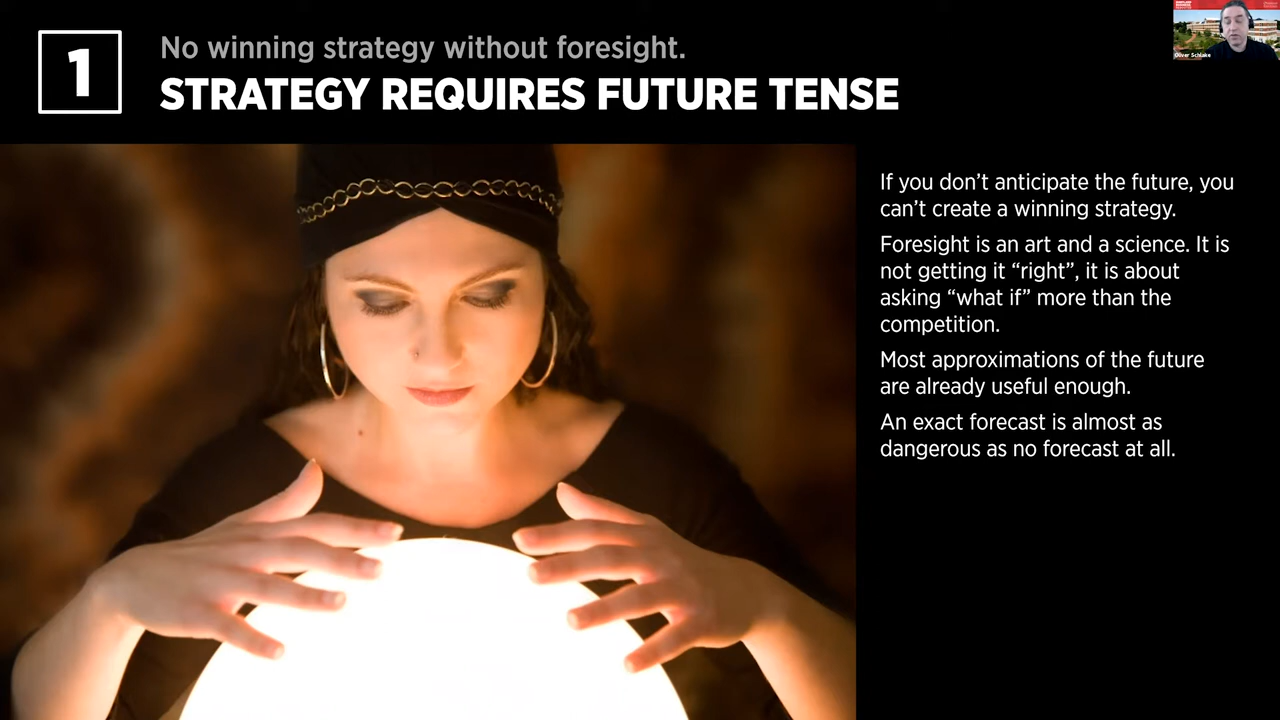 1
No winning strategy without foresight.
STRATEGY REQUIRES FUTURE TENSE
If you don’t anticipate the future, you
can’t create a winning strategy.
Foresight is an art and a science. It is
not getting it “right”, it is about
asking “what if” more than the
competition.
Most approximations of the future
are already useful enough.
An exact forecast is almost as
dangerous as no forecast at all.
Oliver Schlake